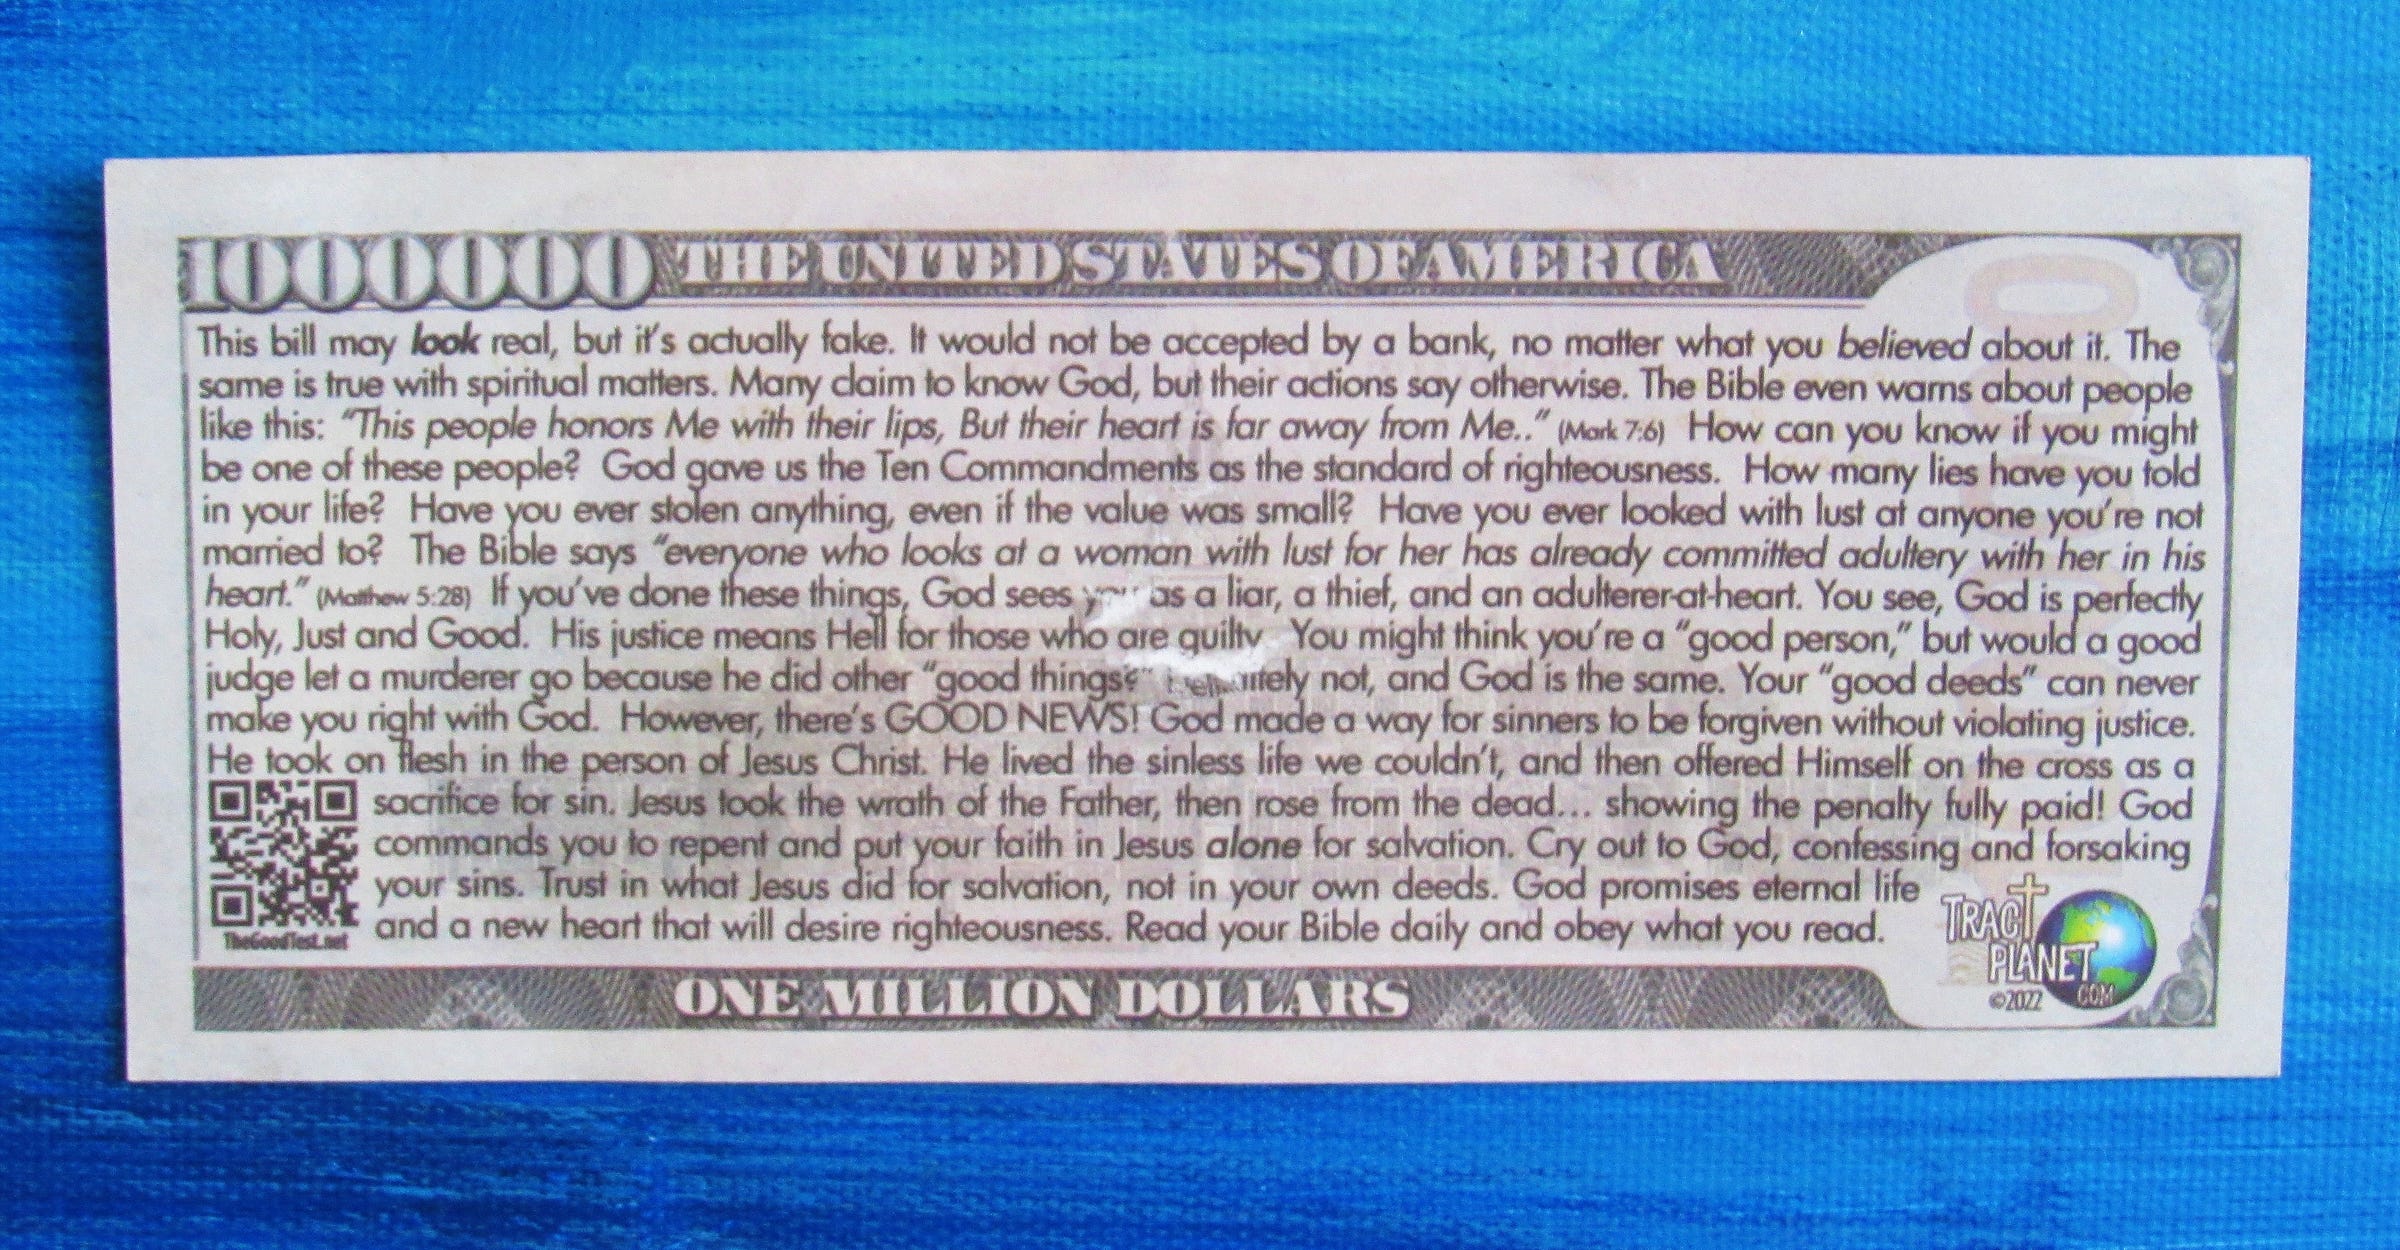 1000000 THE UNITED STATES OF AMERICA
This bill may look real, but it's actually fake. It would not be accepted by a bank, no matter what you believed about it. The
same is true with spiritual matters. Many claim to know God, but their actions say otherwise. The Bible even warns about people
like this: "This people honors Me with their lips, But their heart is far away from Me.." (Mark 7:6) How can you know if you might
be one of these people? God gave us the Ten Commandments as the standard of righteousness. How many lies have you told
in your life? Have you ever stolen anything, even if the value was small? Have you ever looked with lust at anyone you're not
married to? The Bible says "everyone who looks at a woman with lust for her has already committed adultery with her in his
heart." (Matthew 5:28) If you've done these things, God sees you as a liar, a thief, and an adulterer-at-heart. You see, God is perfectly
Holy, Just and Good. His justice means Hell for those who are guilty. You might think you're a "good person," but would a good
judge let a murderer go because he did other "good things?" not, and God is the same. Your "good deeds" can never
make you right with God. However, there's GOOD NEWS! God made a way for sinners to be forgiven without violating justice.
He took on flesh in the person of Jesus Christ. He lived the sinless life we couldn't, and then offered Himself on the cross as a
sacrifice for sin. Jesus took the wrath of the Father, then rose from the dead... showing the penalty fully paid! God
commands you to repent and put your faith in Jesus alone for salvation. Cry out to God, confessing and forsaking
your sins. Trust in what Jesus did for salvation, not in your own deeds. God promises eternal life
and a new heart that will desire righteousness. Read your Bible daily and obey what you read.
TheGoodTest.net
TRACT
PLANET
.COM
©2022
ONE MILLION DOLLARS